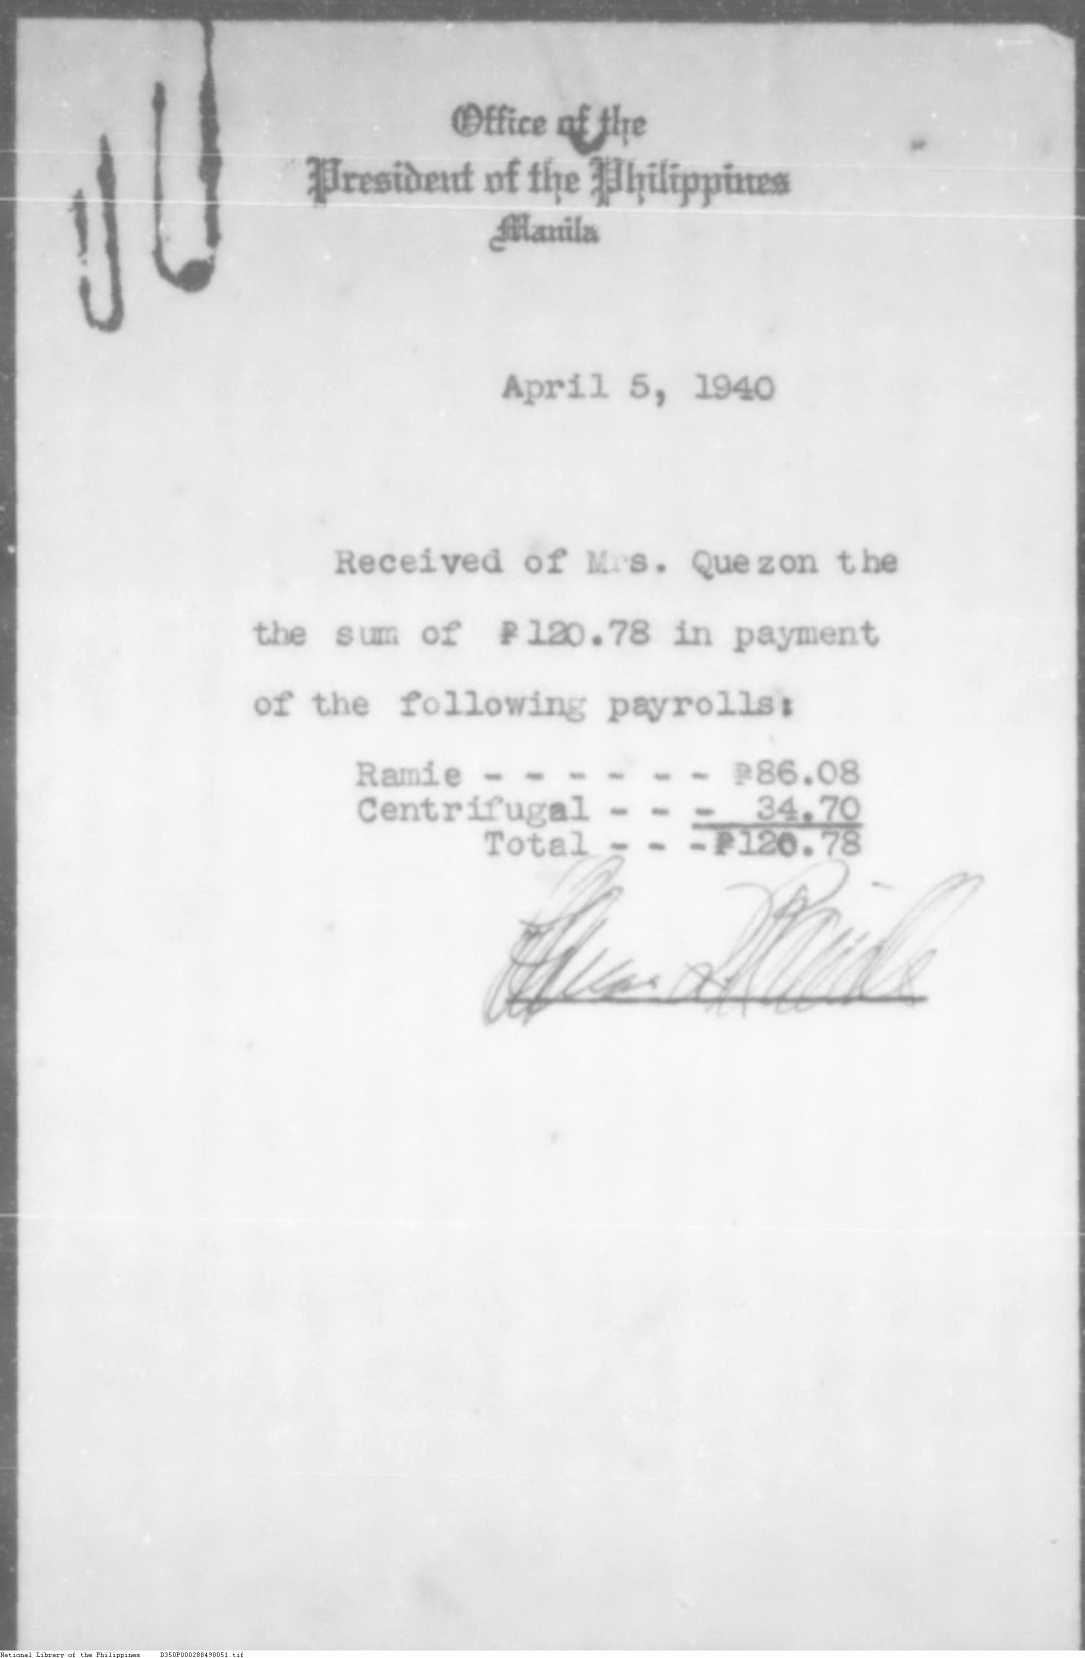 Office of the
President of the Philippines
Manila
April 5, 1940
Received of Mrs. Quezon the
the sum of ₱120.78 in payment
of the following payrolls:
Ramie - - - - - - ₱86.08
Centrifugal - - - 34.70
Total - - -₱120.78
National Library of the Philippines D350P000288498051.tif